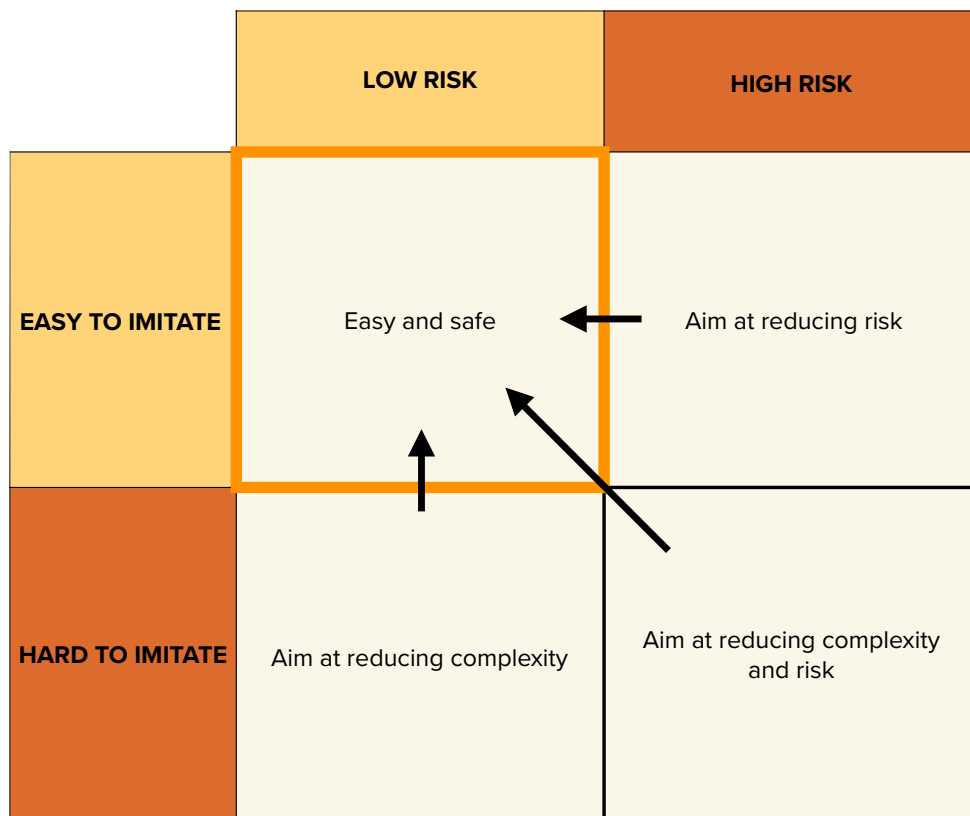 LOW RISK
HIGH RISK
EASY TO IMITATE
Easy and safe
Aim at reducing risk
HARD TO IMITATE
Aim at reducing complexity
Aim at reducing complexity
and risk